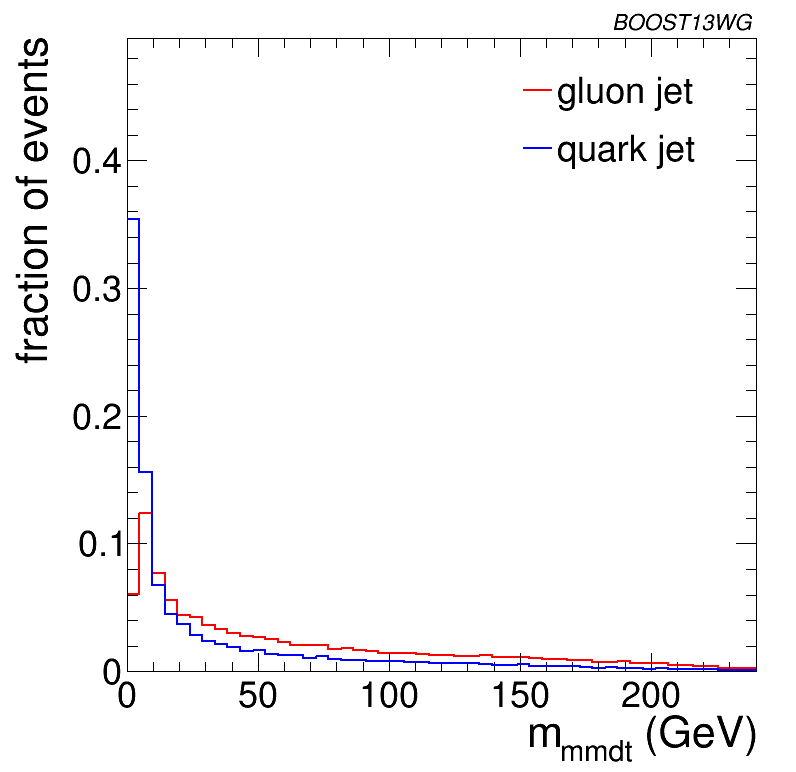 BOOST13WG
fraction of events
gluon jet
quark jet
0.4
0.3
0.2
0.1
0
0 50 100 150 200
m_mmdt (GeV)